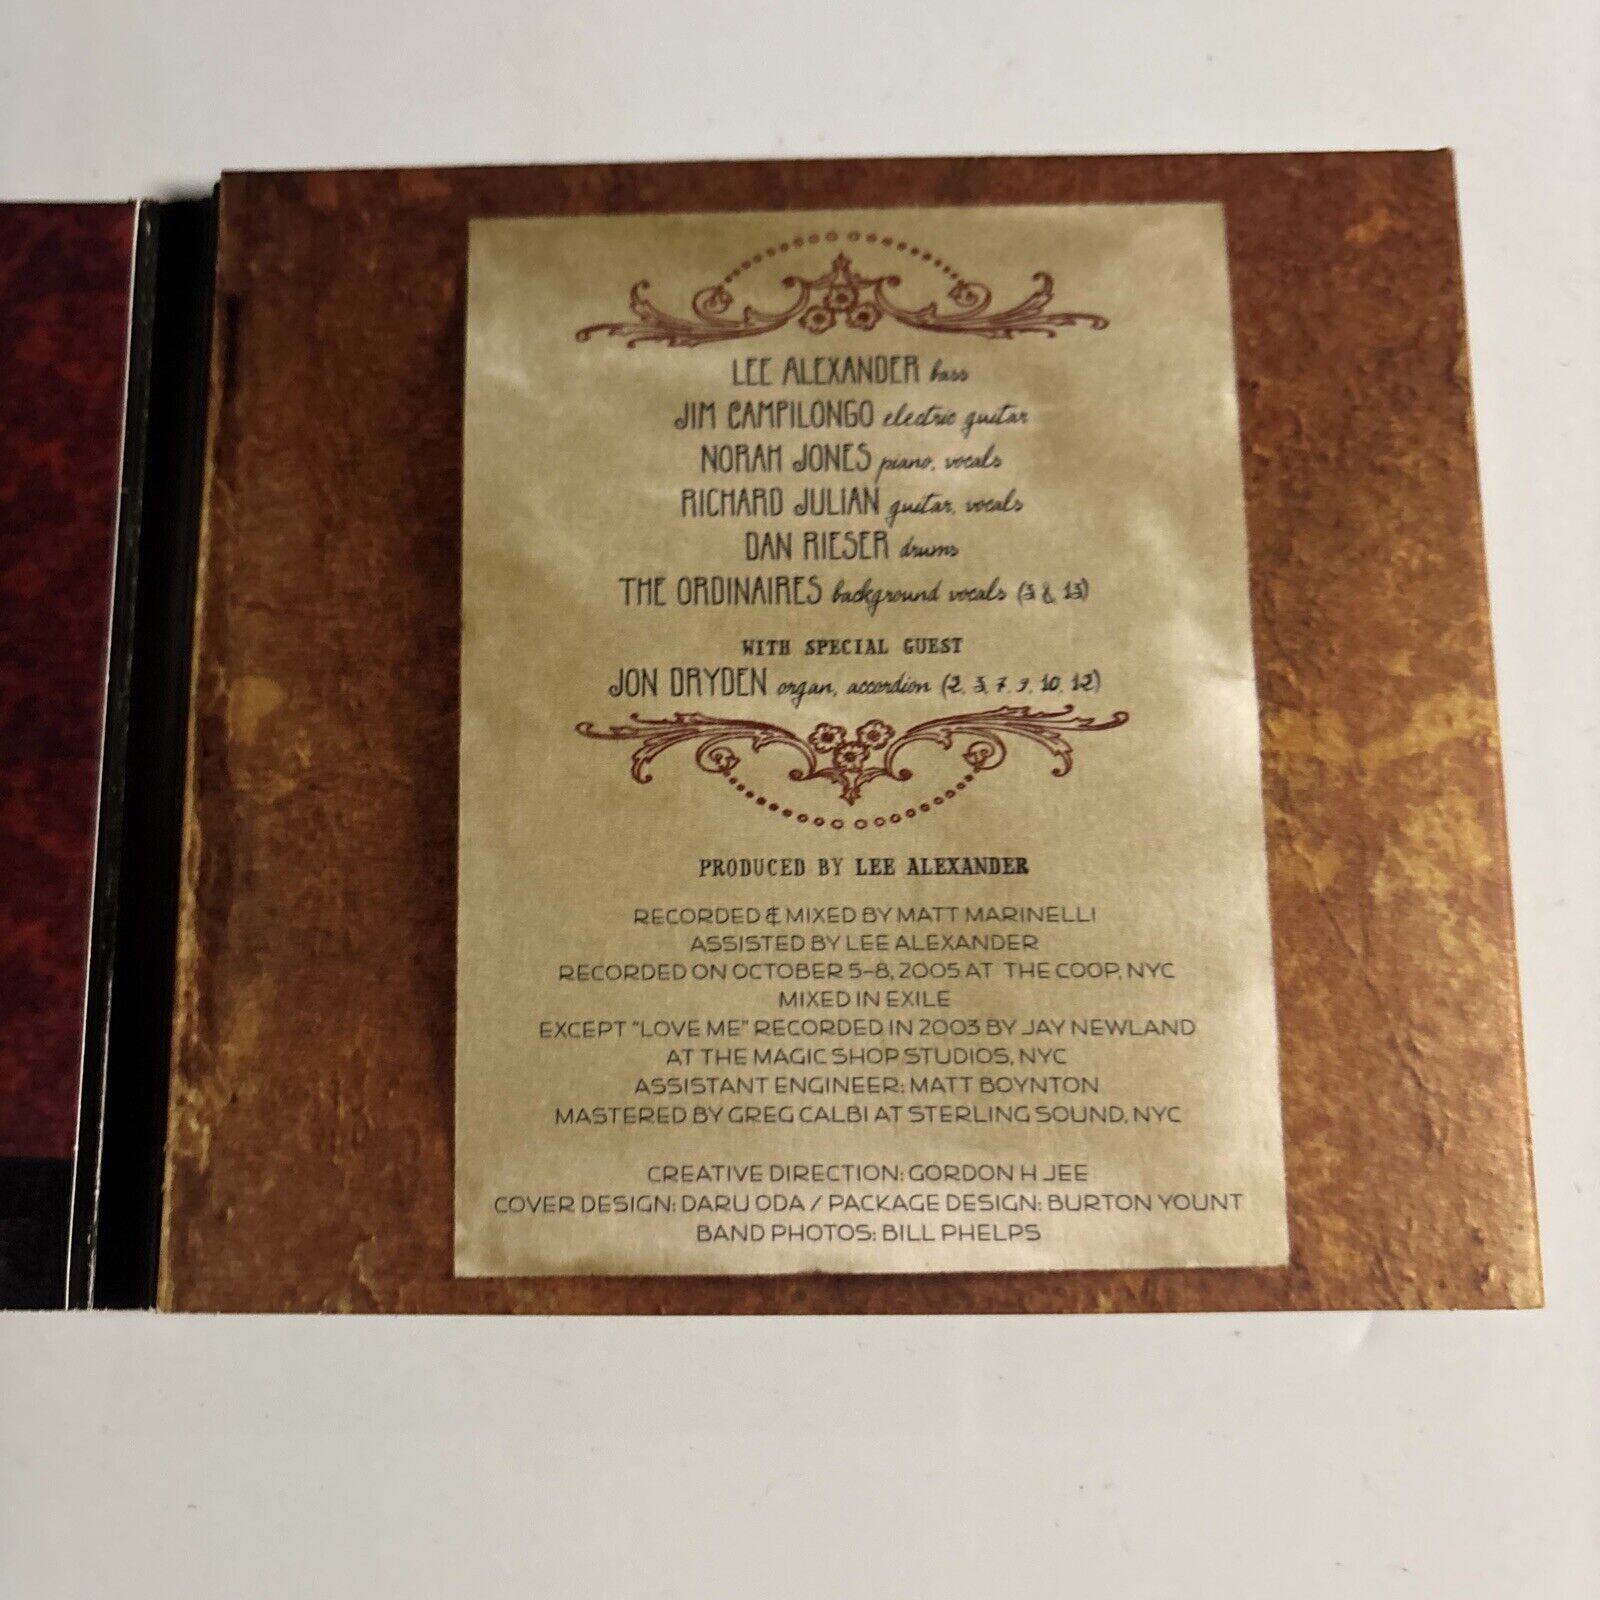 LEE ALEXANDER bass
JIM CAMPILONGO electric guitar
NORAH JONES piano, vocals
RICHARD JULIAN guitar, vocals
DAN RIESER drums
THE ORDINAIRES background vocals (3 & 13)
WITH SPECIAL GUEST
JON DRYDEN organ, accordion (2, 3, 7, 9, 10, 12)
PRODUCED BY LEE ALEXANDER
RECORDED & MIXED BY MATT MARINELLI
ASSISTED BY LEE ALEXANDER
RECORDED ON OCTOBER 5-8, 2005 AT THE COOP, NYC
MIXED IN EXILE
EXCEPT "LOVE ME" RECORDED IN 2003 BY JAY NEWLAND
AT THE MAGIC SHOP STUDIOS, NYC
ASSISTANT ENGINEER: MATT BOYNTON
MASTERED BY GREG CALBI AT STERLING SOUND, NYC
CREATIVE DIRECTION: GORDON H JEE
COVER DESIGN: DARU ODA / PACKAGE DESIGN: BURTON YOUNT
BAND PHOTOS: BILL PHELPS